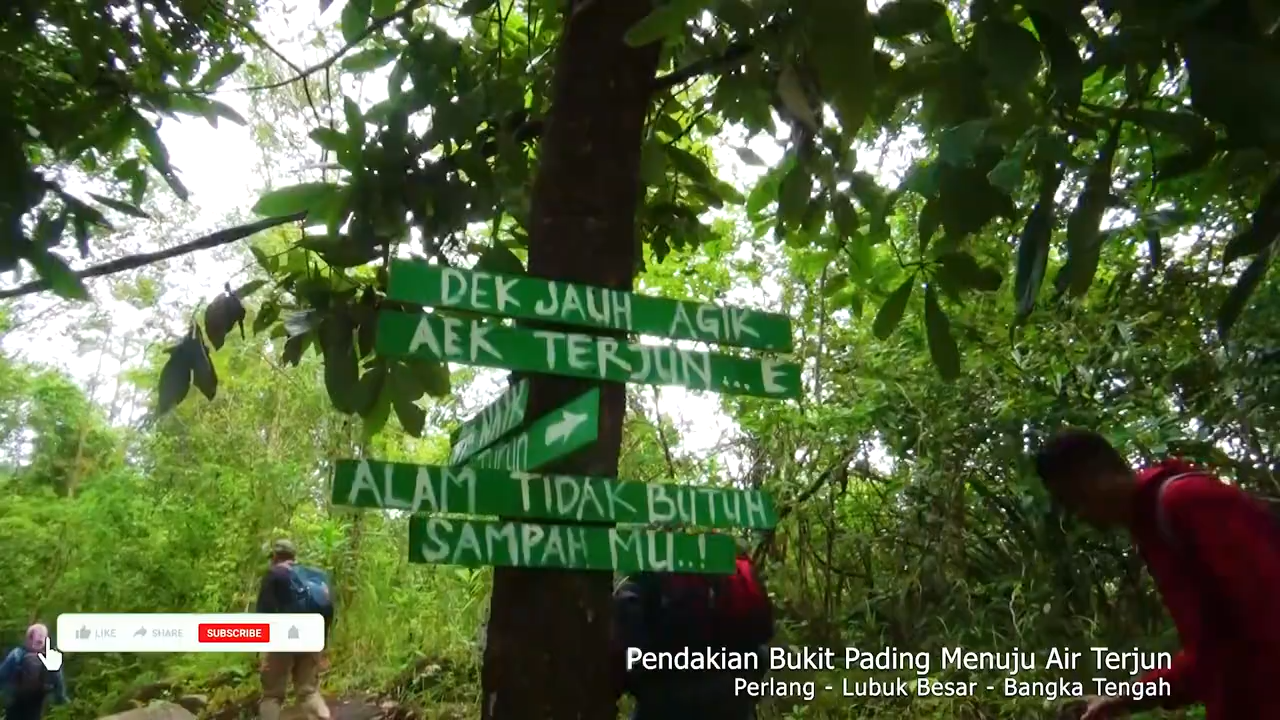 DEK JAUH AGIK
AEK TERJUN... E
NAIK
ALAM TIDAK BUTUH
SAMPAH MU..!
LIKE SHARE SUBSCRIBE
Pendakian Bukit Pading Menuju Air Terjun
Perlang - Lubuk Besar - Bangka Tengah